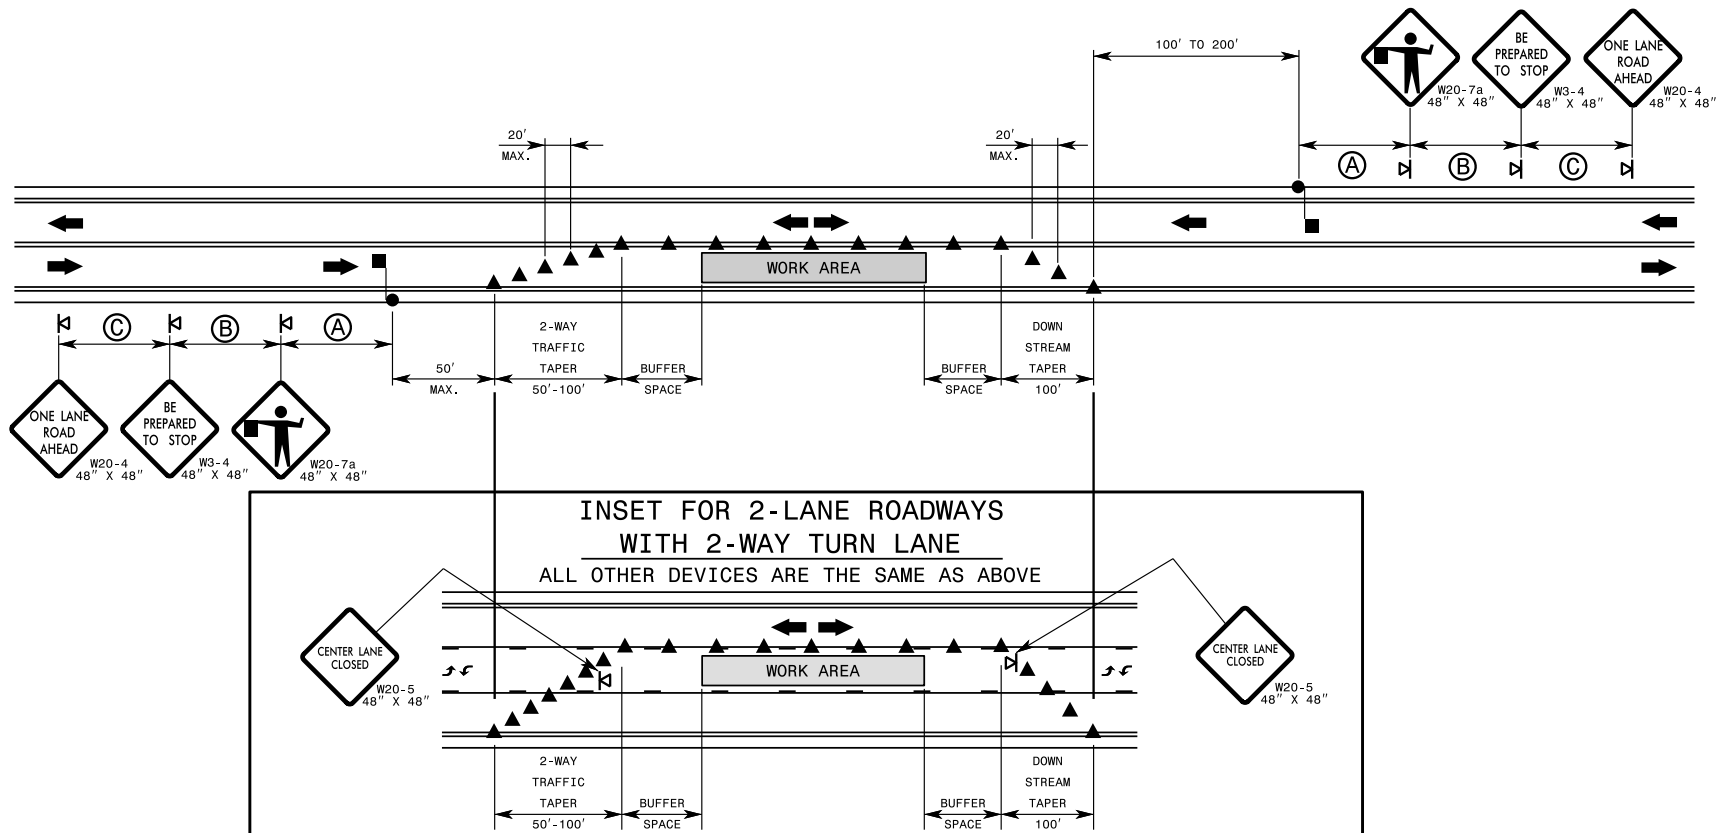 100' TO 200'
BE
PREPARED
TO STOP
ONE LANE
ROAD
AHEAD
W20-7a
48" X 48"
W3-4
48" X 48"
W20-4
48" X 48"
20'
MAX.
20'
MAX.
A
B
C
WORK AREA
C
B
A
50'
MAX.
2-WAY
TRAFFIC
TAPER
50'-100'
BUFFER
SPACE
BUFFER
SPACE
DOWN
STREAM
TAPER
100'
ONE LANE
ROAD
AHEAD
W20-4
48" X 48"
BE
PREPARED
TO STOP
W3-4
48" X 48"
W20-7a
48" X 48"
INSET FOR 2-LANE ROADWAYS
WITH 2-WAY TURN LANE
ALL OTHER DEVICES ARE THE SAME AS ABOVE
CENTER LANE
CLOSED
W20-5
48" X 48"
WORK AREA
CENTER LANE
CLOSED
W20-5
48" X 48"
2-WAY
TRAFFIC
TAPER
50'-100'
BUFFER
SPACE
BUFFER
SPACE
DOWN
STREAM
TAPER
100'